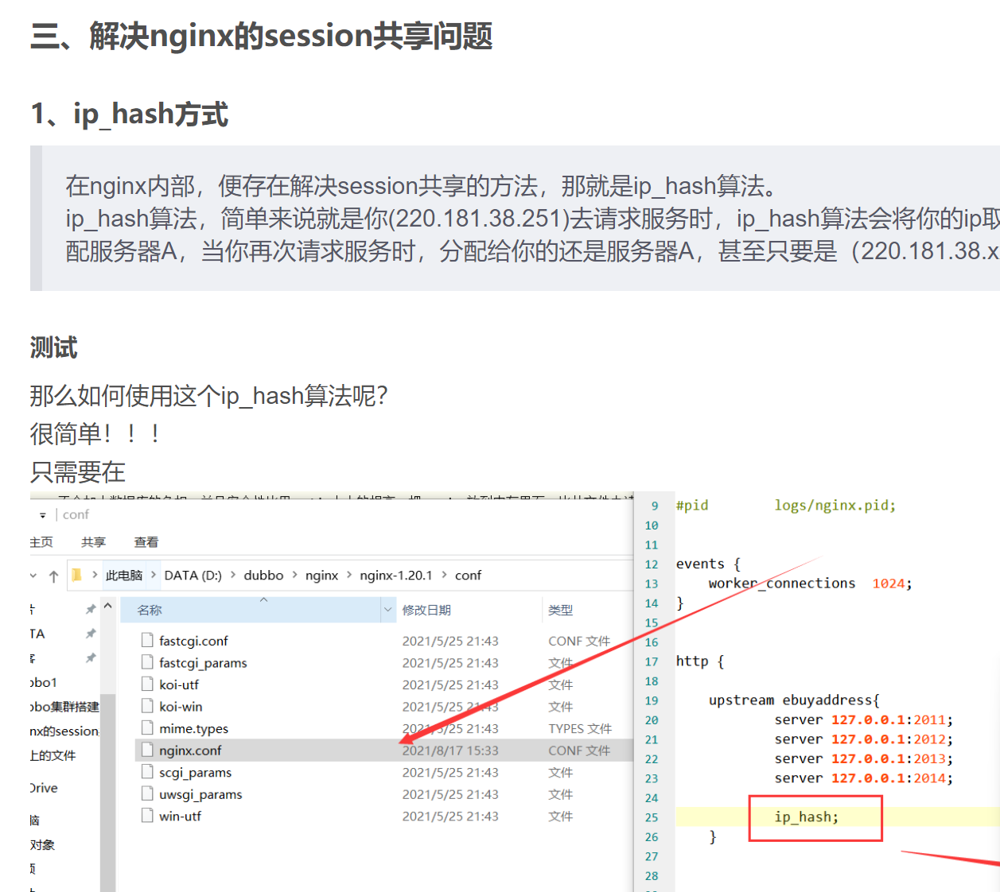 三、解决nginx的session共享问题
1、ip_hash方式
在nginx内部，便存在解决session共享的方法，那就是ip_hash算法。
ip_hash算法，简单来说就是你(220.181.38.251)去请求服务时，ip_hash算法会将你的ip取
配服务器A，当你再次请求服务时，分配给你的还是服务器A，甚至只要是（220.181.38.x
测试
那么如何使用这个ip_hash算法呢？
很简单！！！
只需要在
conf
主页 共享 查看
此电脑 > DATA (D:) > dubbo > nginx > nginx-1.20.1 > conf
名称 修改日期 类型
fastcgi.conf 2021/5/25 21:43 CONF 文件
fastcgi_params 2021/5/25 21:43 文件
koi-utf 2021/5/25 21:43 文件
koi-win 2021/5/25 21:43 文件
mime.types 2021/5/25 21:43 TYPES 文件
nginx.conf 2021/8/17 15:33 CONF 文件
scgi_params 2021/5/25 21:43 文件
uwsgi_params 2021/5/25 21:43 文件
win-utf 2021/5/25 21:43 文件
TA
bbo1
bbo集群搭建
nx的session
上的文件
Drive
脑
对象
9 #pid logs/nginx.pid;
10
11
12 events {
13 worker_connections 1024;
14 }
15
16
17 http {
18
19 upstream ebuyaddress{
20 server 127.0.0.1:2011;
21 server 127.0.0.1:2012;
22 server 127.0.0.1:2013;
23 server 127.0.0.1:2014;
24
25 ip_hash;
26 }
27
28